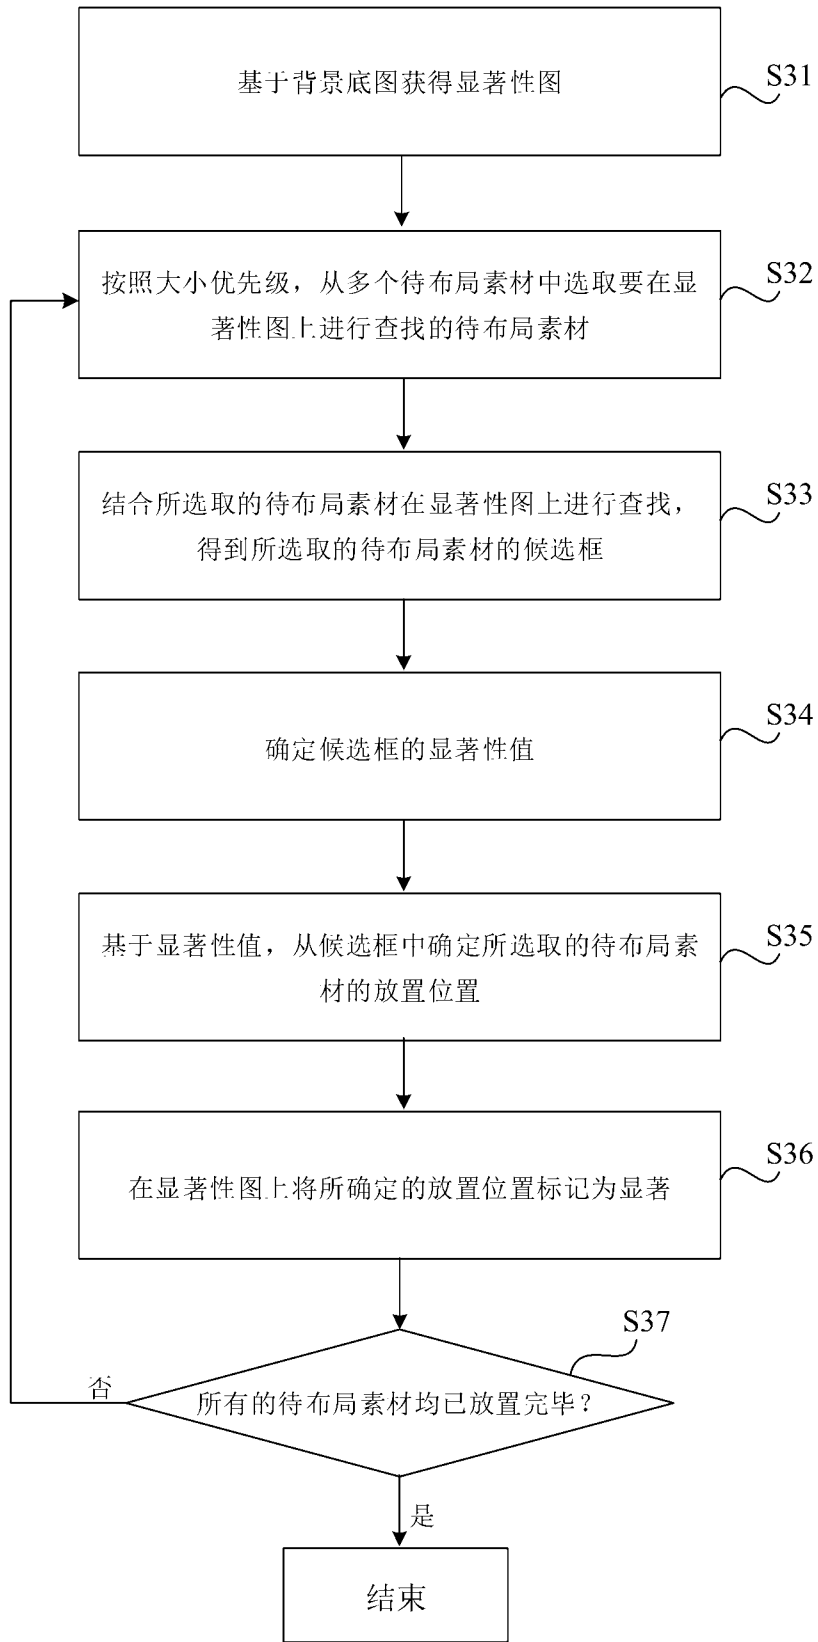 基于背景底图获得显著性图
S31
按照大小优先级，从多个待布局素材中选取要在显
著性图上进行查找的待布局素材
S32
结合所选取的待布局素材在显著性图上进行查找，
得到所选取的待布局素材的候选框
S33
确定候选框的显著性值
S34
基于显著性值，从候选框中确定所选取的待布局素
材的放置位置
S35
在显著性图上将所确定的放置位置标记为显著
S36
S37
否
所有的待布局素材均已放置完毕？
是
结束